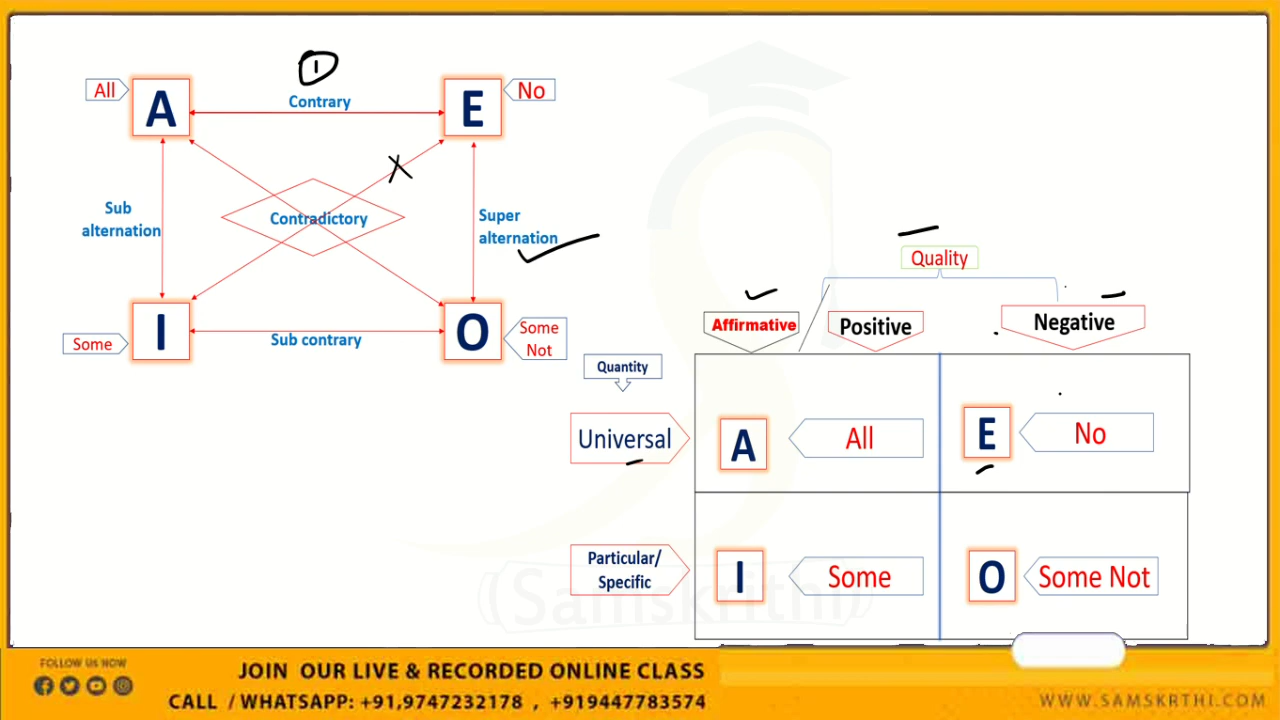 1
All
A
Contrary
E
No
Sub
alternation
Contradictory
Super
alternation
I
Some
Sub contrary
O
Some
Not
Quality
Affirmative
Positive
Negative
Quantity
Universal
A
All
E
No
Particular/
Specific
I
Some
O
Some Not
(Samskrithi)
FOLLOW US NOW
JOIN OUR LIVE & RECORDED ONLINE CLASS
CALL / WHATSAPP: +91,9747232178 , +919447783574
WWW.SAMSKRTHI.COM